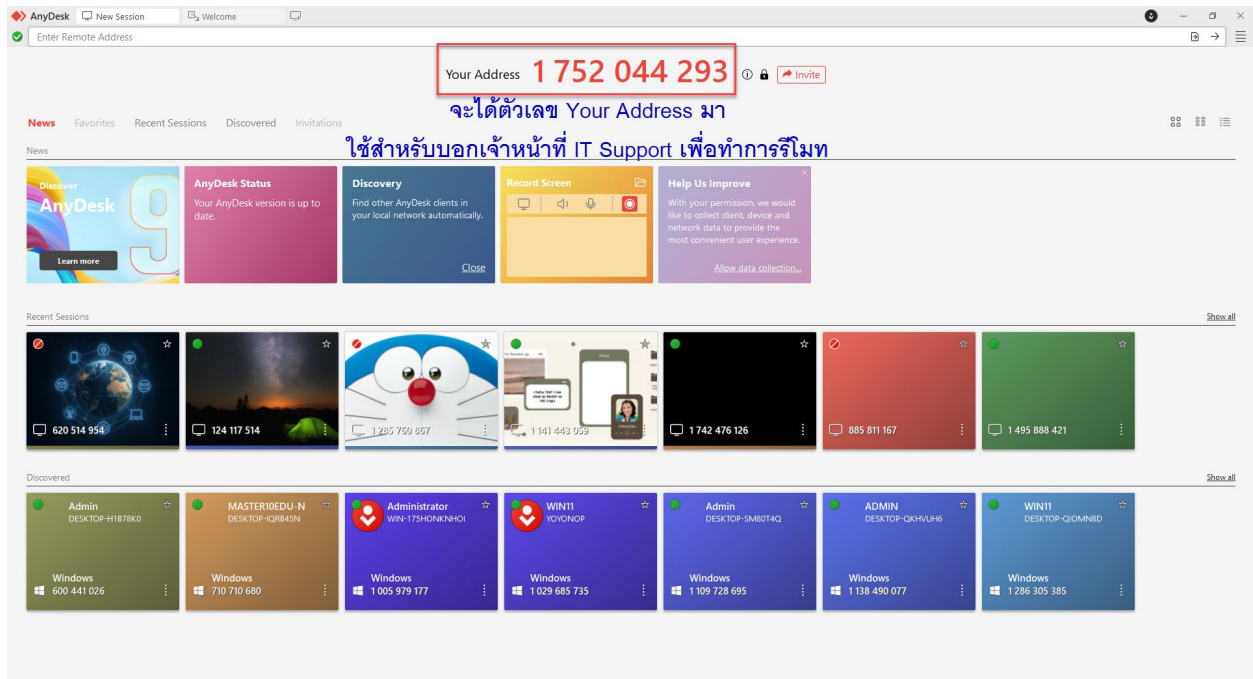 AnyDesk
New Session
Welcome
Enter Remote Address
Your Address 1 752 044 293
Invite
จะได้ตัวเลข Your Address มา
ใช้สำหรับบอกเจ้าหน้าที่ IT Support เพื่อทำการรีโมท
News Favorites Recent Sessions Discovered Invitations
News
Discover
AnyDesk
9
Learn more
AnyDesk Status
Your AnyDesk version is up to
date.
Discovery
Find other AnyDesk clients in
your local network automatically.
Close
Record Screen
Help Us Improve
With your permission, we would
like to collect client, device and
network data to provide the
most convenient user experience.
Allow data collection...
Recent Sessions
Show all
620 514 954
124 117 514
1 285 760 867
1 141 443 059
1 742 476 126
885 811 167
1 495 888 421
Discovered
Show all
Admin
DESKTOP-H1B78K0
Windows
600 441 026
MASTER10EDU-N
DESKTOP-IQR845N
Windows
710 710 680
Administrator
WIN-175HONKNHOI
Windows
1 005 979 177
WIN11
YOYONOP
Windows
1 029 685 735
Admin
DESKTOP-SM80T4Q
Windows
1 109 728 695
ADMIN
DESKTOP-QKHVUH6
Windows
1 138 490 077
WIN11
DESKTOP-QIOMN8D
Windows
1 286 305 385